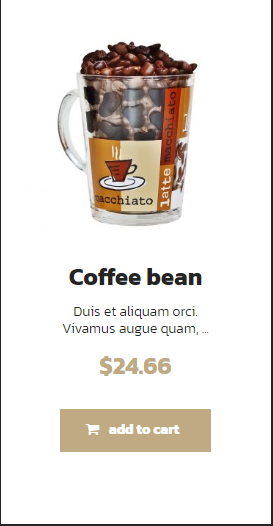 macchiato
latte
macchiato
Coffee bean
Duis et aliquam orci.
Vivamus augue quam, ...
$24.66
add to cart